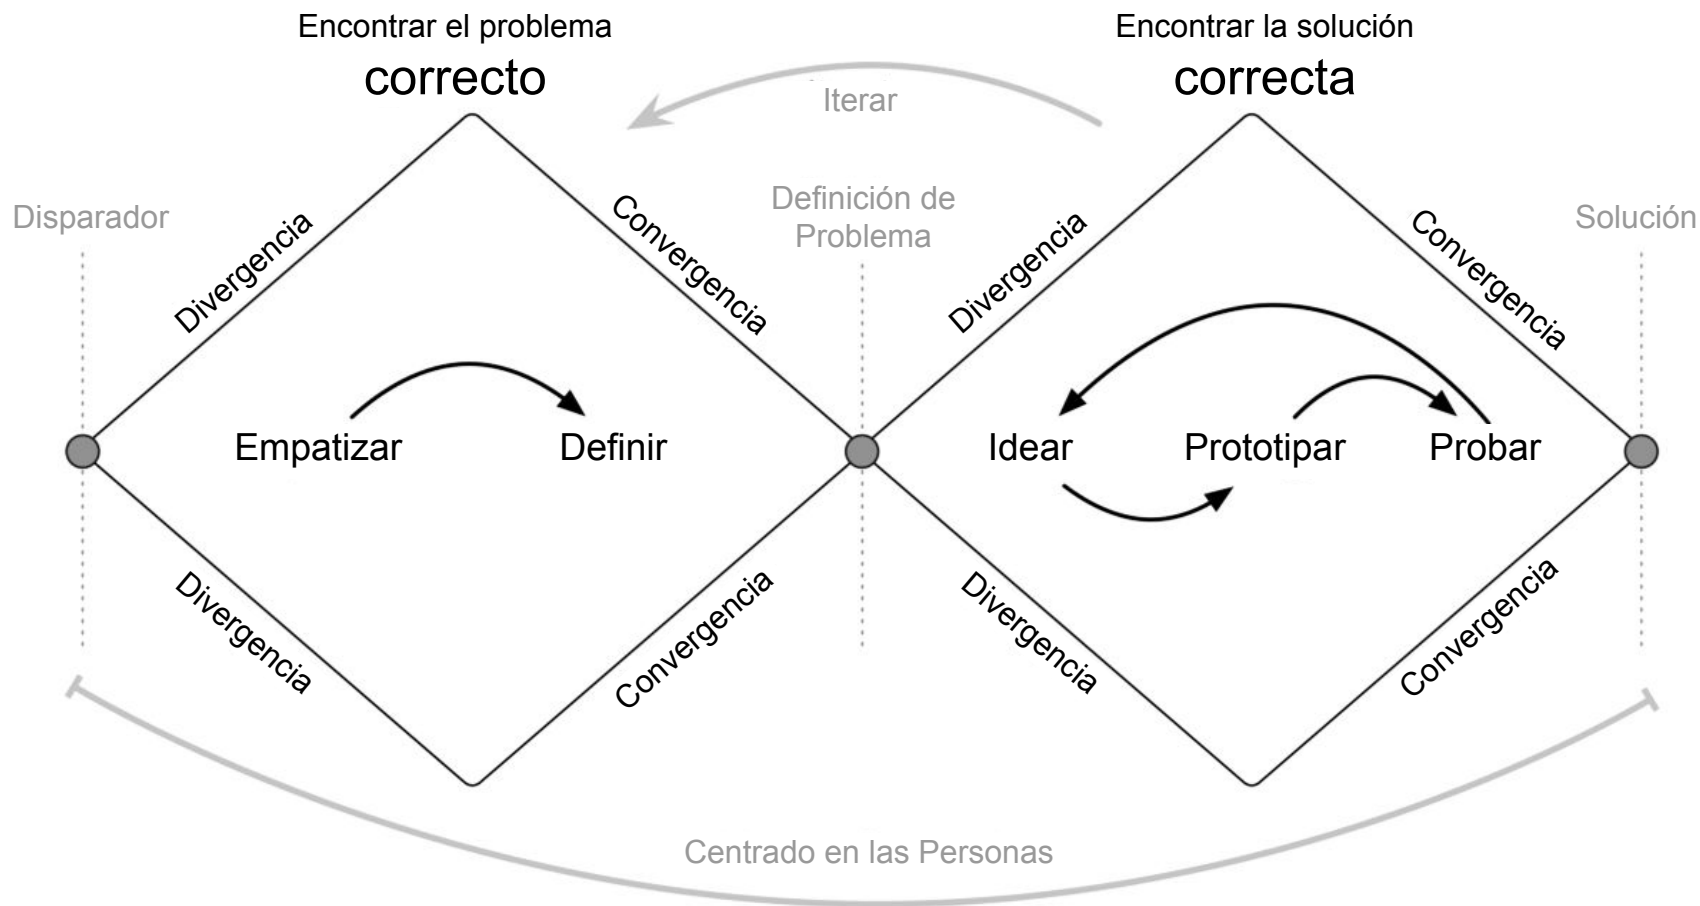 Encontrar el problema
correcto
Encontrar la solución
correcta
Iterar
Disparador
Definición de
Problema
Solución
Divergencia
Convergencia
Divergencia
Convergencia
Empatizar
Definir
Idear
Prototipar
Probar
Divergencia
Convergencia
Divergencia
Convergencia
Centrado en las Personas